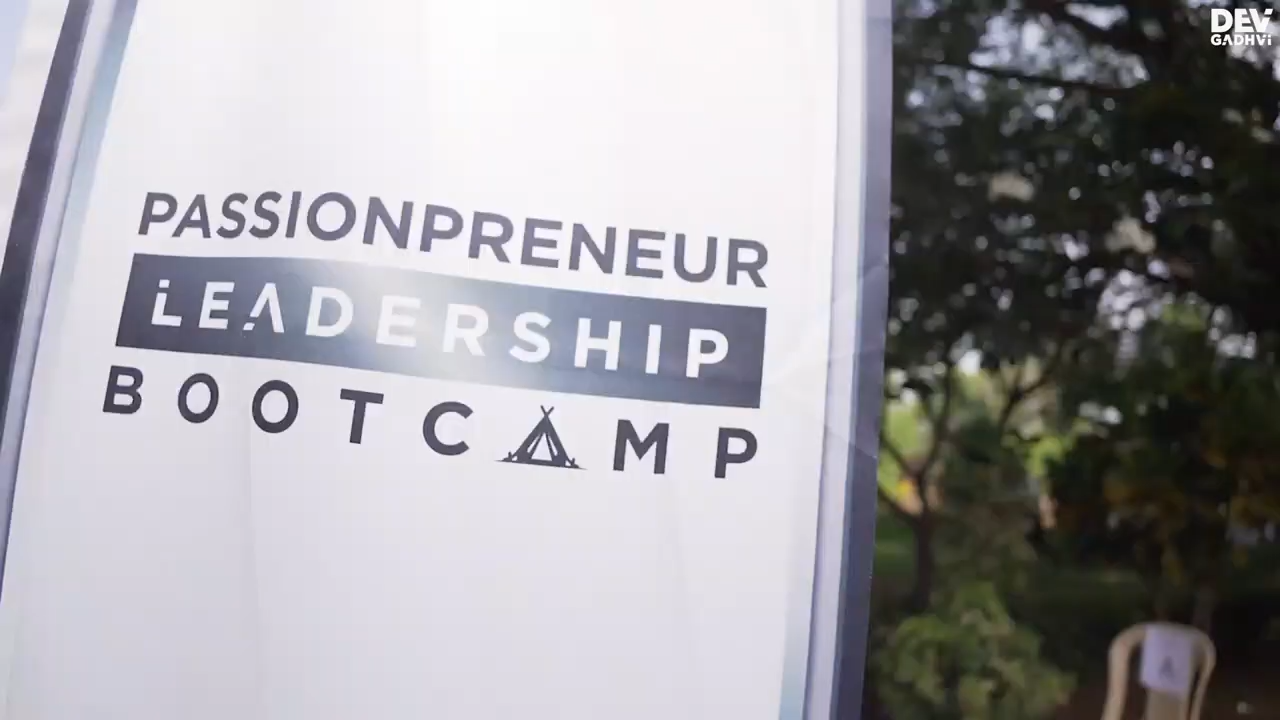 DEV
GADHVi
PASSIONPRENEUR
LEADERSHIP
BOOTCAMP